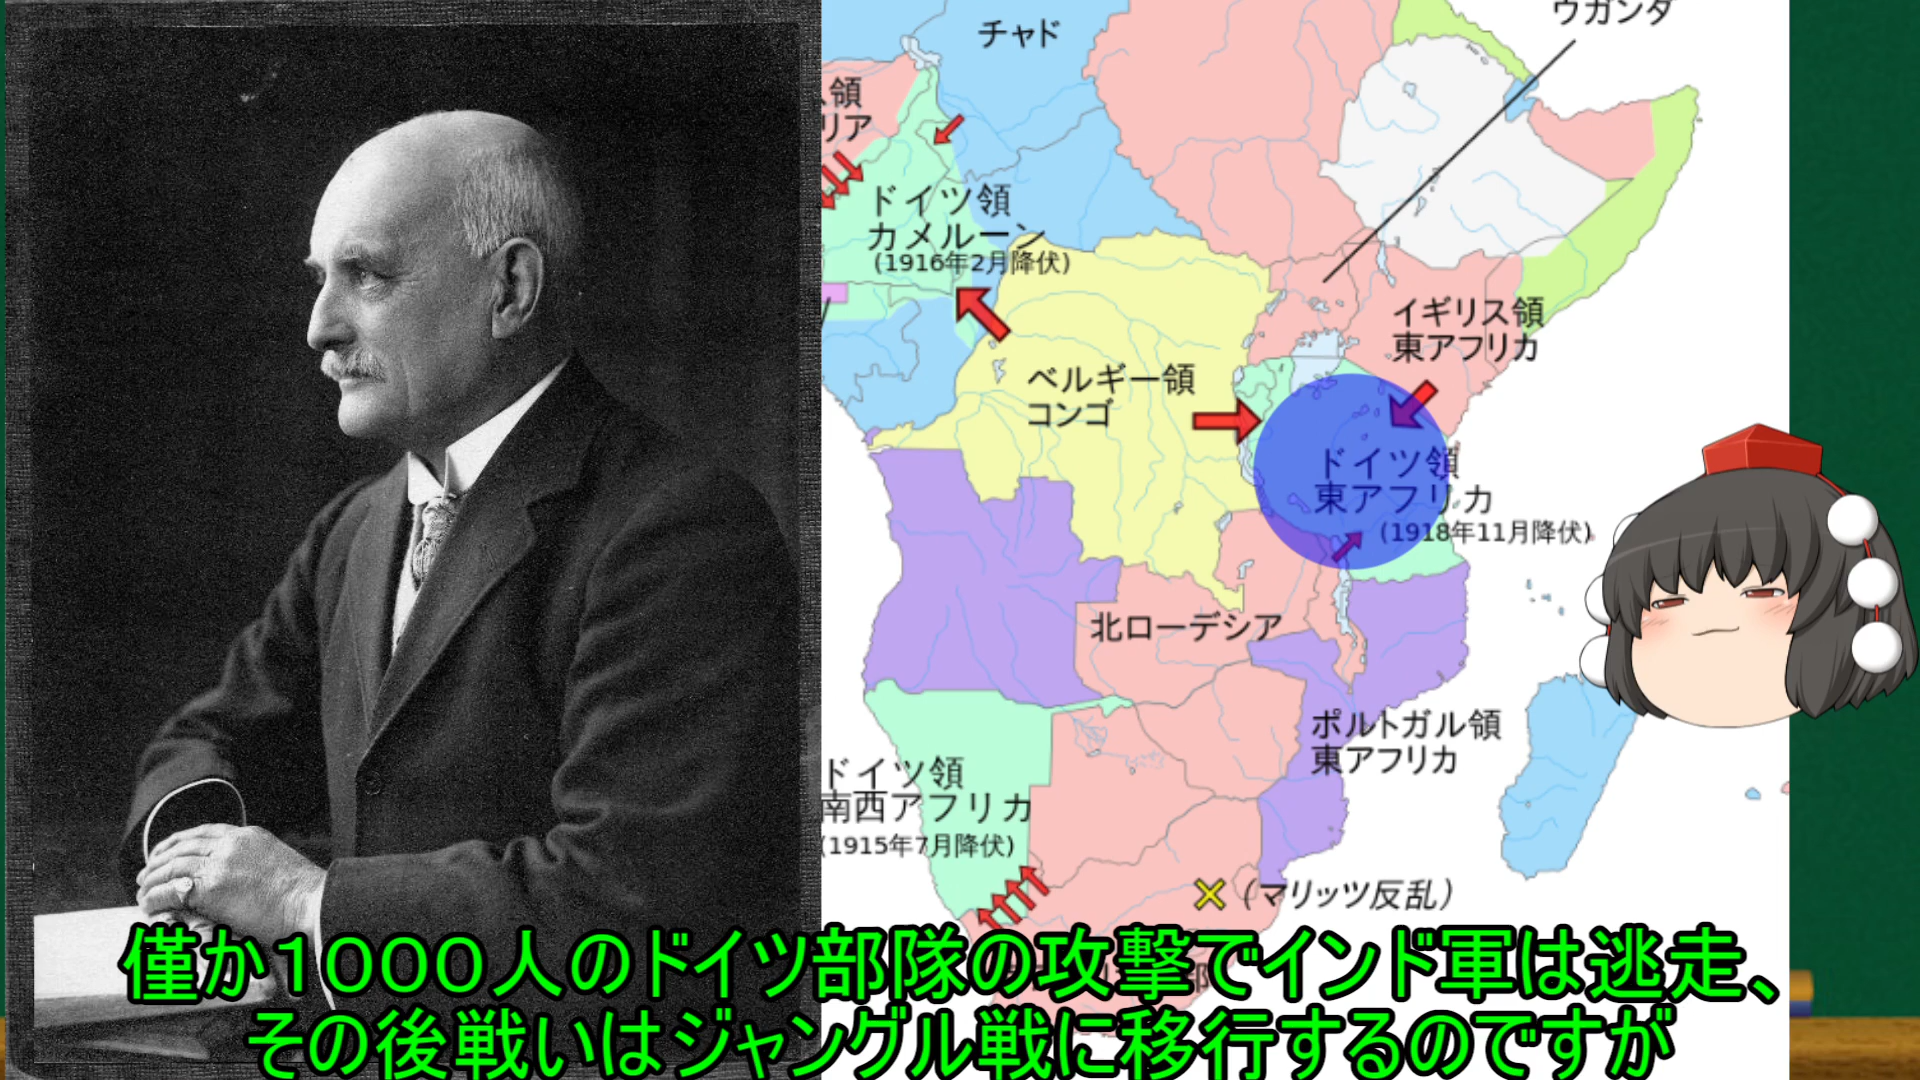 ウガンダ
チャド
ス領
リア
ドイツ領
カメルーン
(1916年2月降伏)
イギリス領
東アフリカ
ベルギー領
コンゴ
ドイツ領
東アフリカ
(1918年11月降伏)
北ローデシア
ポルトガル領
東アフリカ
ドイツ領
南西アフリカ
(1915年7月降伏)
(マリッツ反乱)
僅か１０００人のドイツ部隊の攻撃でインド軍は逃走、
その後戦いはジャングル戦に移行するのですが